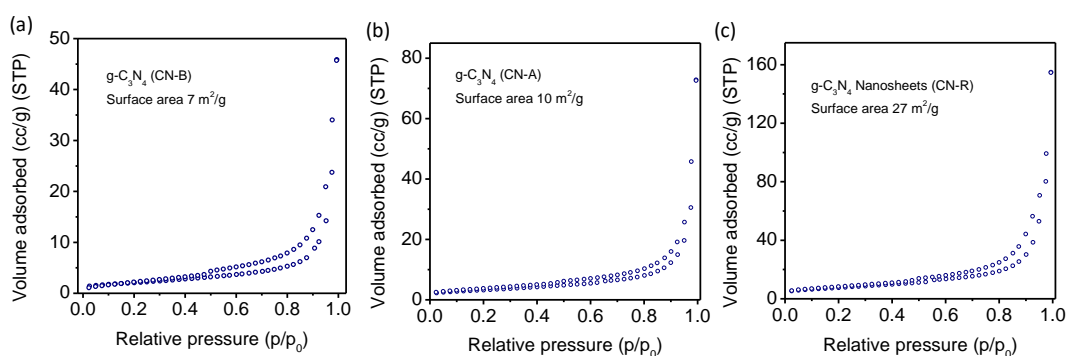 (a)
50
40
30
20
10
0
0.0 0.2 0.4 0.6 0.8 1.0
Volume adsorbed (cc/g) (STP)
Relative pressure (p/p₀)
g-C₃N₄ (CN-B)
Surface area 7 m²/g
(b)
80
60
40
20
0
0.0 0.2 0.4 0.6 0.8 1.0
Volume adsorbed (cc/g) (STP)
Relative pressure (p/p₀)
g-C₃N₄ (CN-A)
Surface area 10 m²/g
(c)
160
120
80
40
0
0.0 0.2 0.4 0.6 0.8 1.0
Volume adsorbed (cc/g) (STP)
Relative pressure (p/p₀)
g-C₃N₄ Nanosheets (CN-R)
Surface area 27 m²/g